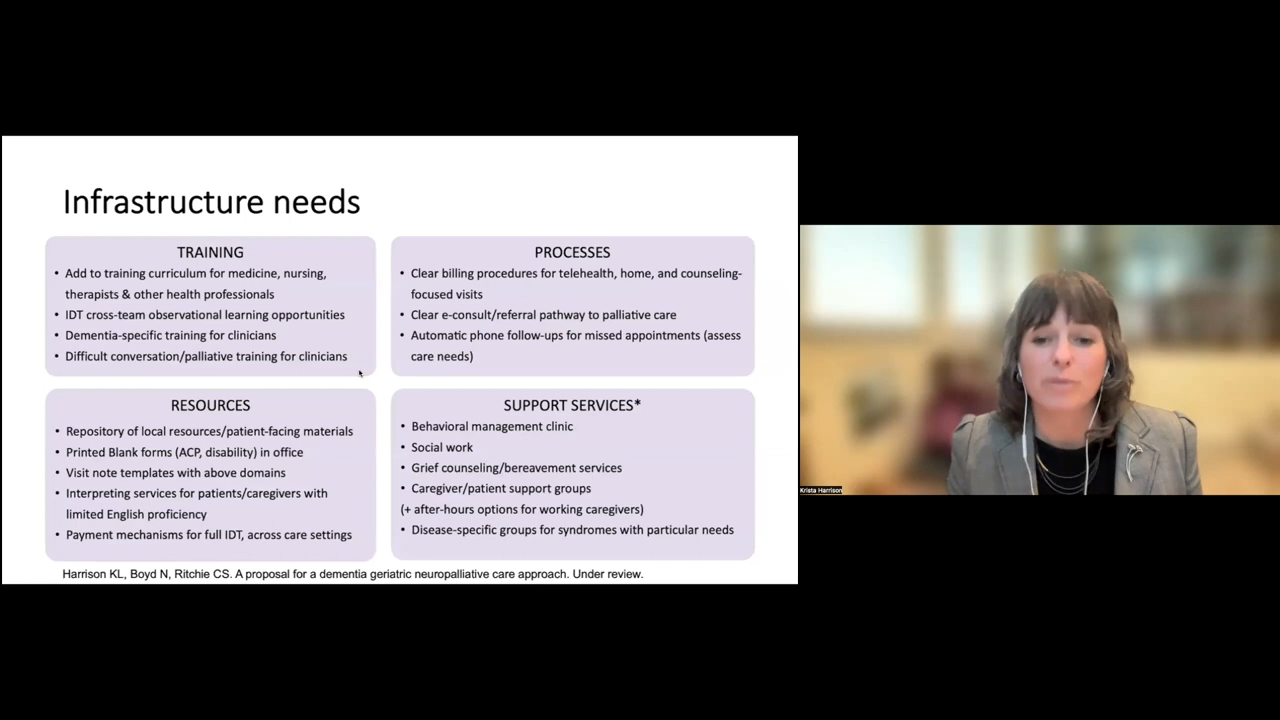 Infrastructure needs
TRAINING
• Add to training curriculum for medicine, nursing,
therapists & other health professionals
• IDT cross-team observational learning opportunities
• Dementia-specific training for clinicians
• Difficult conversation/palliative training for clinicians
PROCESSES
• Clear billing procedures for telehealth, home, and counseling-
focused visits
• Clear e-consult/referral pathway to palliative care
• Automatic phone follow-ups for missed appointments (assess
care needs)
RESOURCES
• Repository of local resources/patient-facing materials
• Printed Blank forms (ACP, disability) in office
• Visit note templates with above domains
• Interpreting services for patients/caregivers with
limited English proficiency
• Payment mechanisms for full IDT, across care settings
SUPPORT SERVICES*
• Behavioral management clinic
• Social work
• Grief counseling/bereavement services
• Caregiver/patient support groups
(+ after-hours options for working caregivers)
• Disease-specific groups for syndromes with particular needs
Harrison KL, Boyd N, Ritchie CS. A proposal for a dementia geriatric neuropalliative care approach. Under review.
Krista Harrison